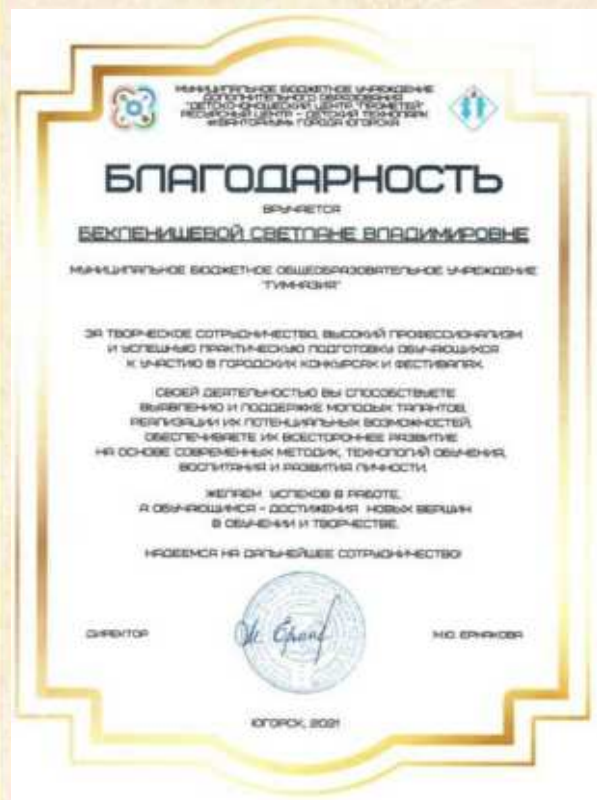 МУНИЦИПАЛЬНОЕ БЮДЖЕТНОЕ УЧРЕЖДЕНИЕ
ДОПОЛНИТЕЛЬНОГО ОБРАЗОВАНИЯ
"ДЕТСКО-ЮНОШЕСКИЙ ЦЕНТР "ПРОМЕТЕЙ"
РЕСУРСНЫЙ ЦЕНТР - ДЕТСКИЙ ТЕХНОПАРК
«КВАНТОРИУМ» ГОРОДА ЮГОРСКА
БЛАГОДАРНОСТЬ
ВРУЧАЕТСЯ
БЕКЛЕНИЩЕВОЙ СВЕТЛАНЕ ВЛАДИМИРОВНЕ
МУНИЦИПАЛЬНОЕ БЮДЖЕТНОЕ ОБЩЕОБРАЗОВАТЕЛЬНОЕ УЧРЕЖДЕНИЕ
"ГИМНАЗИЯ"
ЗА ТВОРЧЕСКОЕ СОТРУДНИЧЕСТВО, ВЫСОКИЙ ПРОФЕССИОНАЛИЗМ
И УСПЕШНУЮ ПРАКТИЧЕСКУЮ ПОДГОТОВКУ ОБУЧАЮЩИХСЯ
К УЧАСТИЮ В ГОРОДСКИХ КОНКУРСАХ И ФЕСТИВАЛЯХ.
СВОЕЙ ДЕЯТЕЛЬНОСТЬЮ ВЫ СПОСОБСТВУЕТЕ
ВЫЯВЛЕНИЮ И ПОДДЕРЖКЕ МОЛОДЫХ ТАЛАНТОВ,
РЕАЛИЗАЦИИ ИХ ПОТЕНЦИАЛЬНЫХ ВОЗМОЖНОСТЕЙ,
ОБЕСПЕЧИВАЕТЕ ИХ ВСЕСТОРОННЕЕ РАЗВИТИЕ
НА ОСНОВЕ СОВРЕМЕННЫХ МЕТОДИК, ТЕХНОЛОГИЙ ОБУЧЕНИЯ,
ВОСПИТАНИЯ И РАЗВИТИЯ ЛИЧНОСТИ.
ЖЕЛАЕМ УСПЕХОВ В РАБОТЕ,
А ОБУЧАЮЩИМСЯ - ДОСТИЖЕНИЯ НОВЫХ ВЕРШИН
В ОБУЧЕНИИ И ТВОРЧЕСТВЕ.
НАДЕЕМСЯ НА ДАЛЬНЕЙШЕЕ СОТРУДНИЧЕСТВО!
ДИРЕКТОР
М.Ю. ЕРМАКОВА
ЮГОРСК, 2021